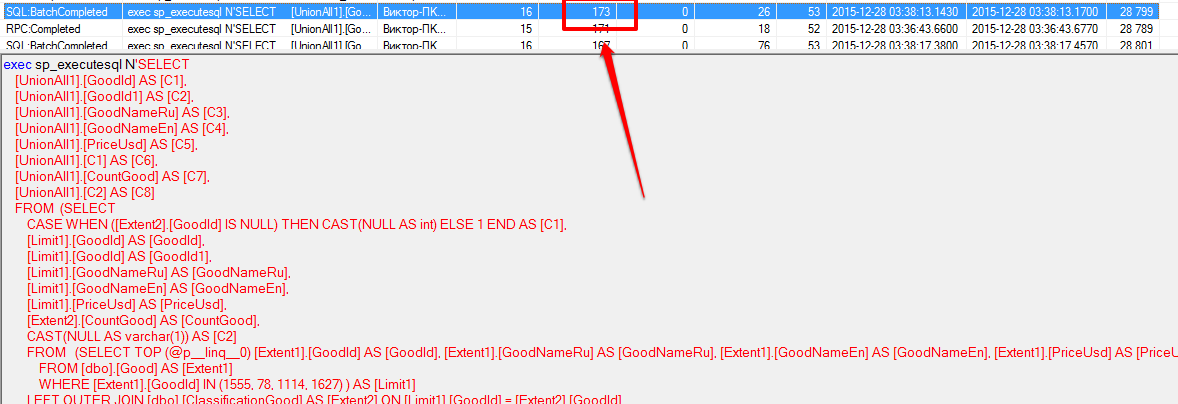 SQL:BatchCompleted exec sp_executesql N'SELECT [UnionAll1].[Go... Виктор-ПК... 16 173 0 26 53 2015-12-28 03:38:13.1430 2015-12-28 03:38:13.1700 28 799
RPC:Completed exec sp_executesql N'SELECT [UnionAll1].[Go... Виктор-ПК... 15 171 0 18 52 2015-12-28 03:36:43.6600 2015-12-28 03:36:43.6770 28 789
SQL:BatchCompleted exec sp_executesql N'SELECT [UnionAll1].[Go... Виктор-ПК... 16 167 0 76 53 2015-12-28 03:38:17.3800 2015-12-28 03:38:17.4570 28 801
exec sp_executesql N'SELECT
[UnionAll1].[GoodId] AS [C1],
[UnionAll1].[GoodId1] AS [C2],
[UnionAll1].[GoodNameRu] AS [C3],
[UnionAll1].[GoodNameEn] AS [C4],
[UnionAll1].[PriceUsd] AS [C5],
[UnionAll1].[C1] AS [C6],
[UnionAll1].[CountGood] AS [C7],
[UnionAll1].[C2] AS [C8]
FROM (SELECT
CASE WHEN ([Extent2].[GoodId] IS NULL) THEN CAST(NULL AS int) ELSE 1 END AS [C1],
[Limit1].[GoodId] AS [GoodId],
[Limit1].[GoodId] AS [GoodId1],
[Limit1].[GoodNameRu] AS [GoodNameRu],
[Limit1].[GoodNameEn] AS [GoodNameEn],
[Limit1].[PriceUsd] AS [PriceUsd],
[Extent2].[CountGood] AS [CountGood],
CAST(NULL AS varchar(1)) AS [C2]
FROM (SELECT TOP (@p__linq__0) [Extent1].[GoodId] AS [GoodId], [Extent1].[GoodNameRu] AS [GoodNameRu], [Extent1].[GoodNameEn] AS [GoodNameEn], [Extent1].[PriceUsd] AS [PriceU
FROM [dbo].[Good] AS [Extent1]
WHERE [Extent1].[GoodId] IN (1555, 78, 1114, 1627) ) AS [Limit1]
LEFT OUTER JOIN [dbo].[ClassificationGood] AS [Extent2] ON [Limit1].[GoodId] = [Extent2].[GoodId]